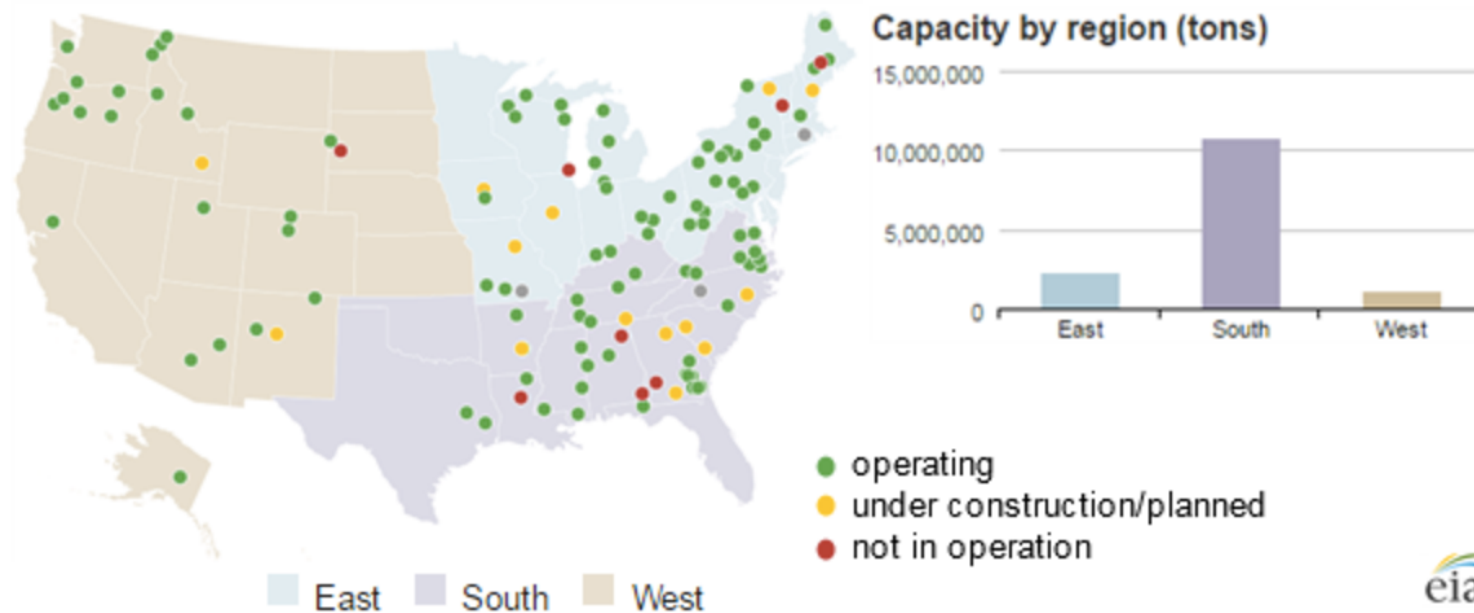 Capacity by region (tons)
15,000,000
10,000,000
5,000,000
0
East South West
operating
under construction/planned
not in operation
East South West
eia